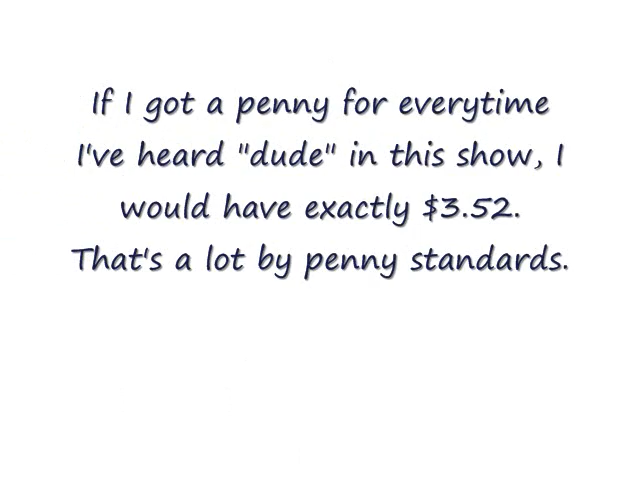 If I got a penny for everytime
I've heard "dude" in this show, I
would have exactly $3.52.
That's a lot by penny standards.